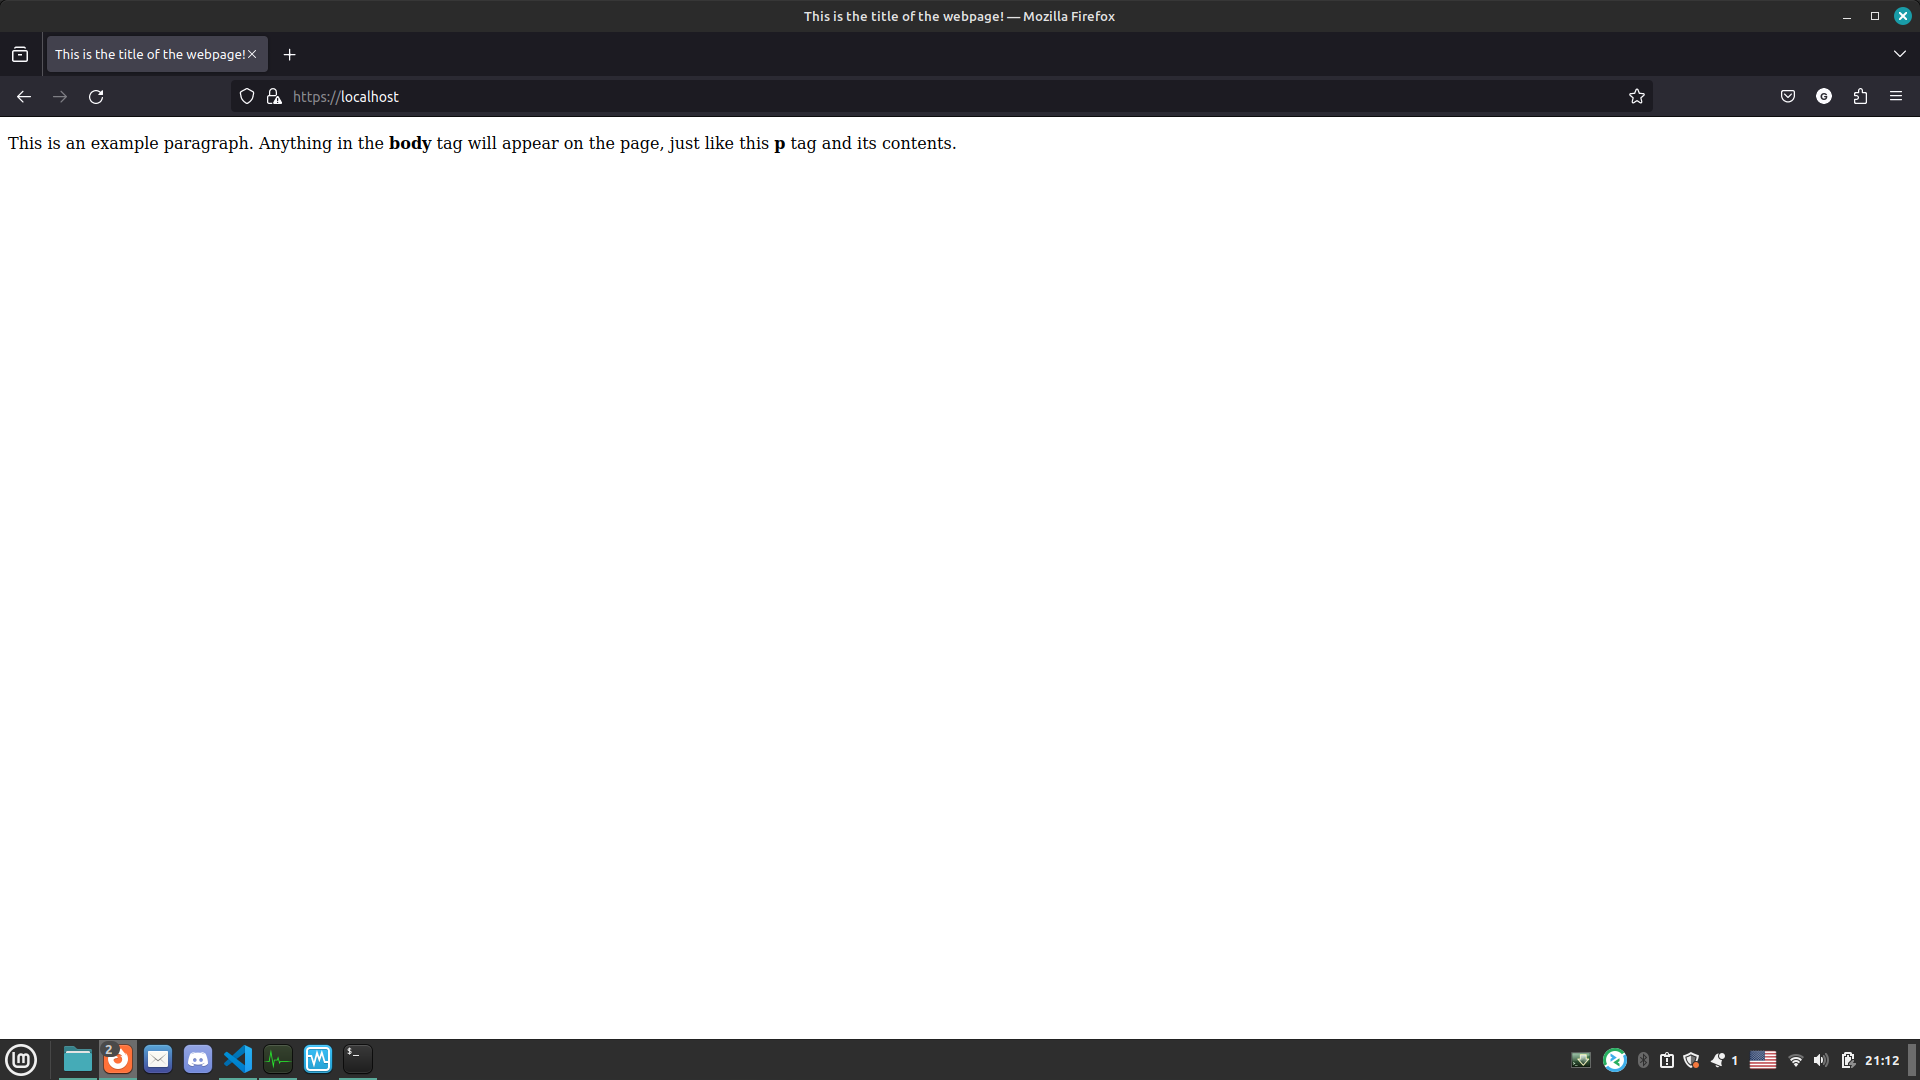 This is the title of the webpage! — Mozilla Firefox
This is the title of the webpage!
https://localhost
G
This is an example paragraph. Anything in the body tag will appear on the page, just like this p tag and its contents.
2
$_
1
21:12